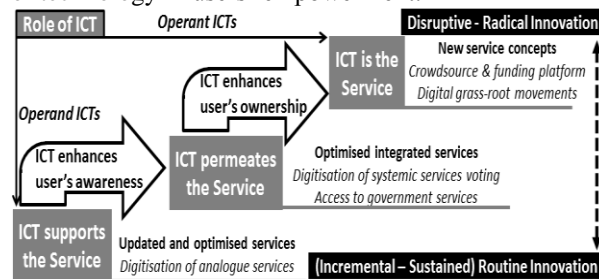 Role of ICT
Operant ICTs
Disruptive - Radical Innovation
ICT is the
Service
New service concepts
Crowdsource & funding platform
Digital grass-root movements
ICT enhances
user's ownership
Operand ICTs
ICT enhances
user's awareness
ICT permeates
the Service
Optimised integrated services
Digitisation of systemic services voting
Access to government services
ICT supports
the Service
Updated and optimised services
Digitisation of analogue services
(Incremental – Sustained) Routine Innovation